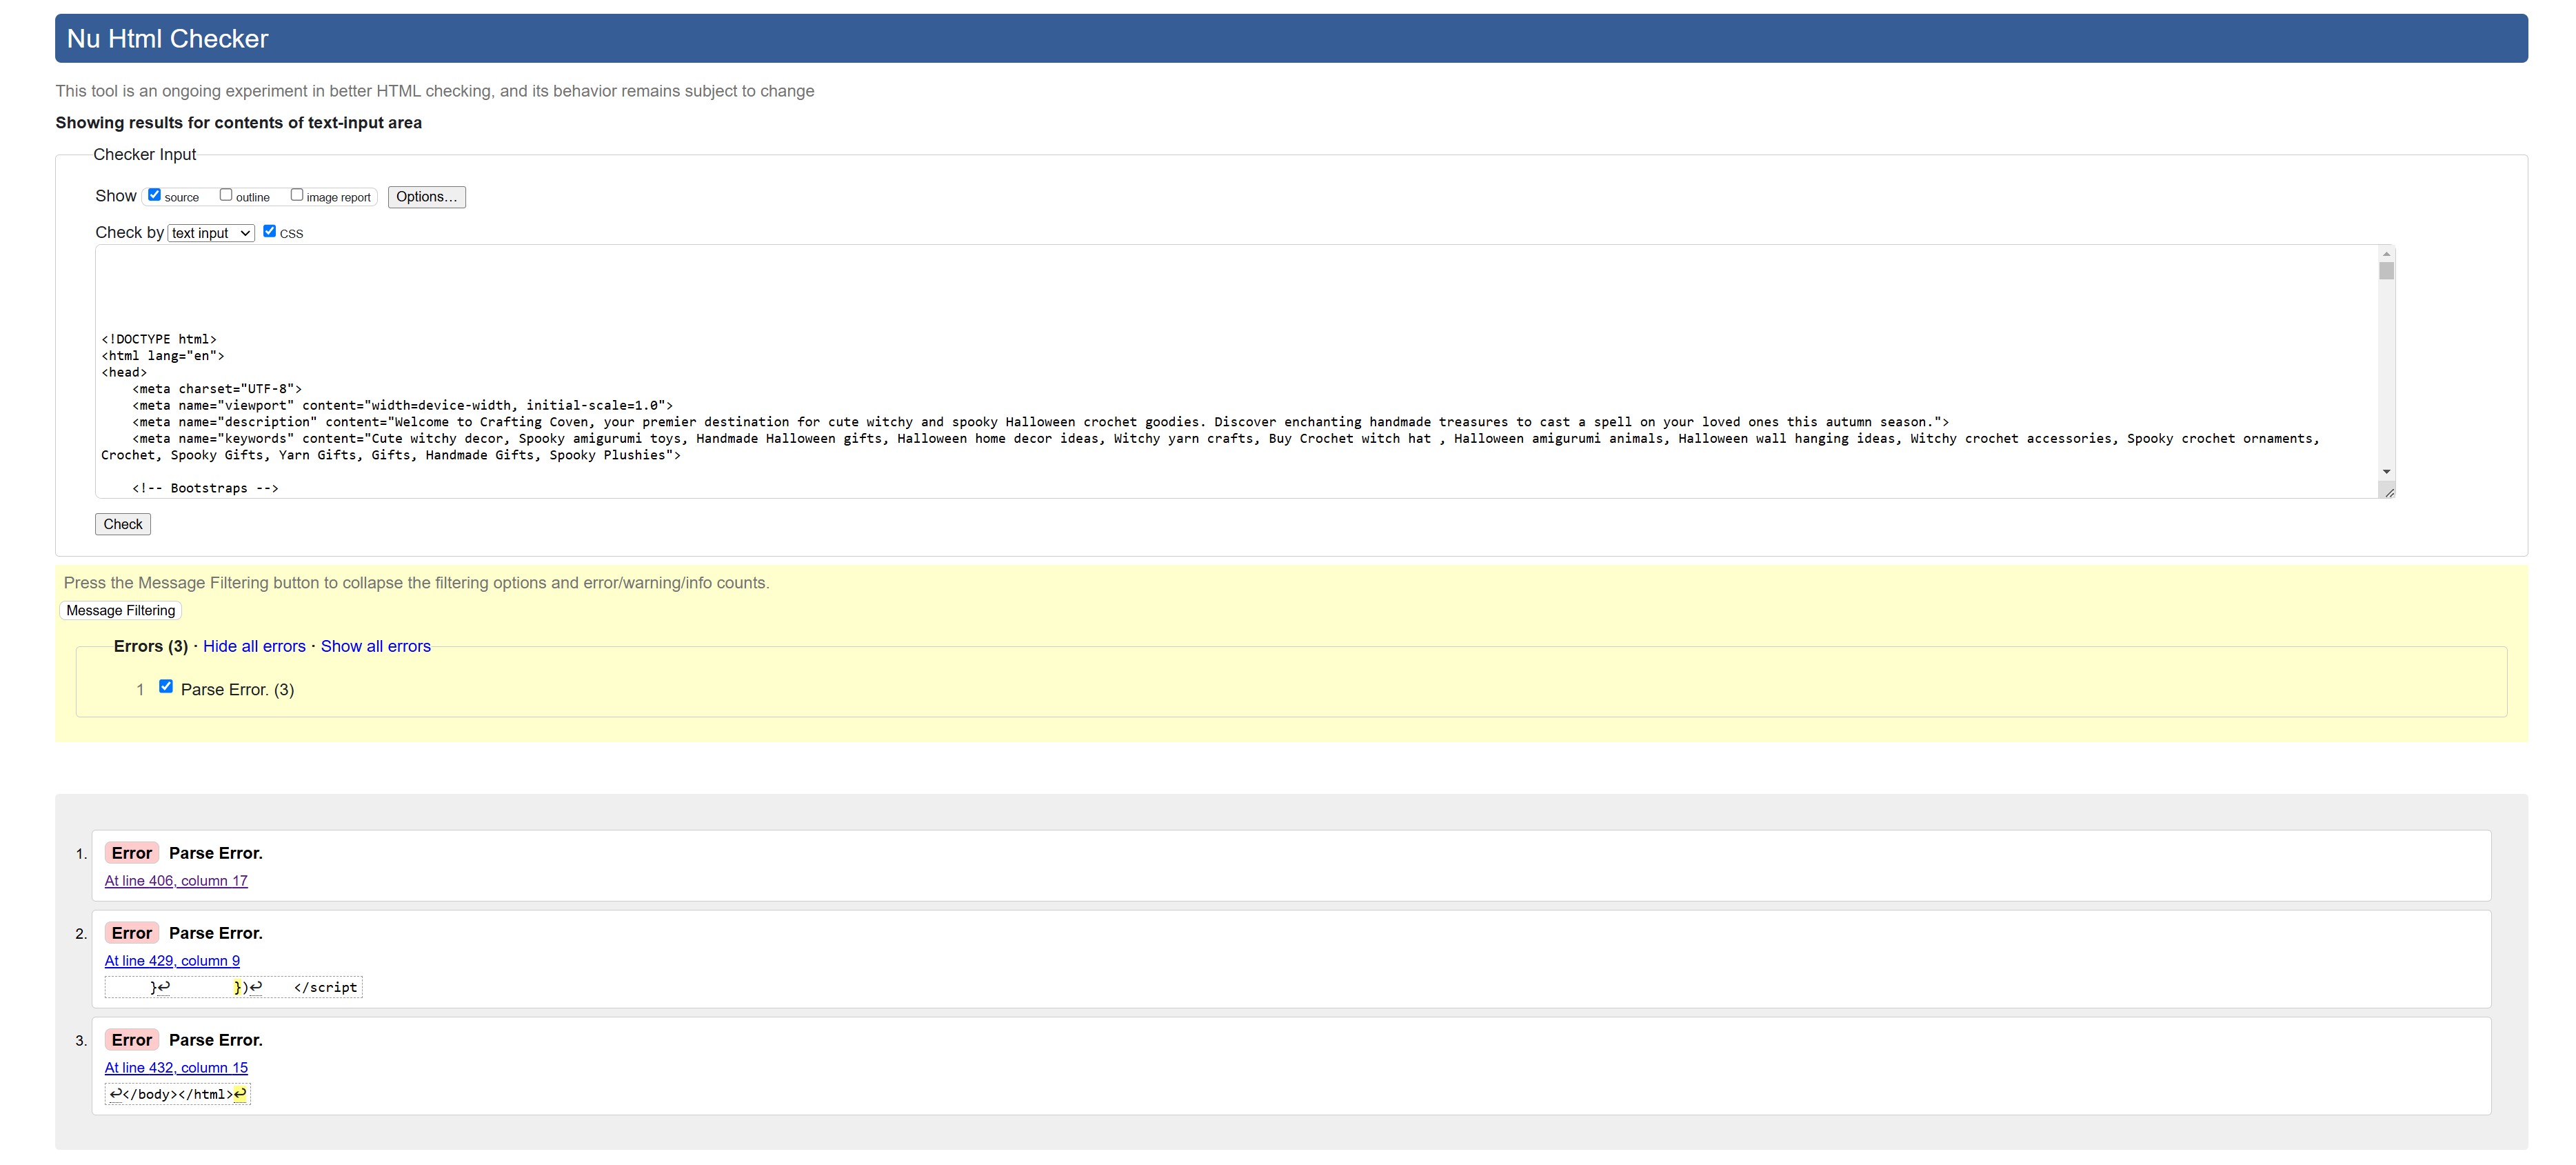 Nu Html Checker
This tool is an ongoing experiment in better HTML checking, and its behavior remains subject to change
Showing results for contents of text-input area
Checker Input
Show source outline image report Options...
Check by text input CSS
<!DOCTYPE html>
<html lang="en">
<head>
    <meta charset="UTF-8">
    <meta name="viewport" content="width=device-width, initial-scale=1.0">
    <meta name="description" content="Welcome to Crafting Coven, your premier destination for cute witchy and spooky Halloween crochet goodies. Discover enchanting handmade treasures to cast a spell on your loved ones this autumn season.">
    <meta name="keywords" content="Cute witchy decor, Spooky amigurumi toys, Handmade Halloween gifts, Halloween home decor ideas, Witchy yarn crafts, Buy Crochet witch hat , Halloween amigurumi animals, Halloween wall hanging ideas, Witchy crochet accessories, Spooky crochet ornaments,
Crochet, Spooky Gifts, Yarn Gifts, Gifts, Handmade Gifts, Spooky Plushies">
    <!-- Bootstraps -->
Check
Press the Message Filtering button to collapse the filtering options and error/warning/info counts.
Message Filtering
Errors (3) · Hide all errors · Show all errors
1 Parse Error. (3)
1. Error Parse Error.
At line 406, column 17
2. Error Parse Error.
At line 429, column 9
}↩        })↩    </script
3. Error Parse Error.
At line 432, column 15
↩</body></html>↩